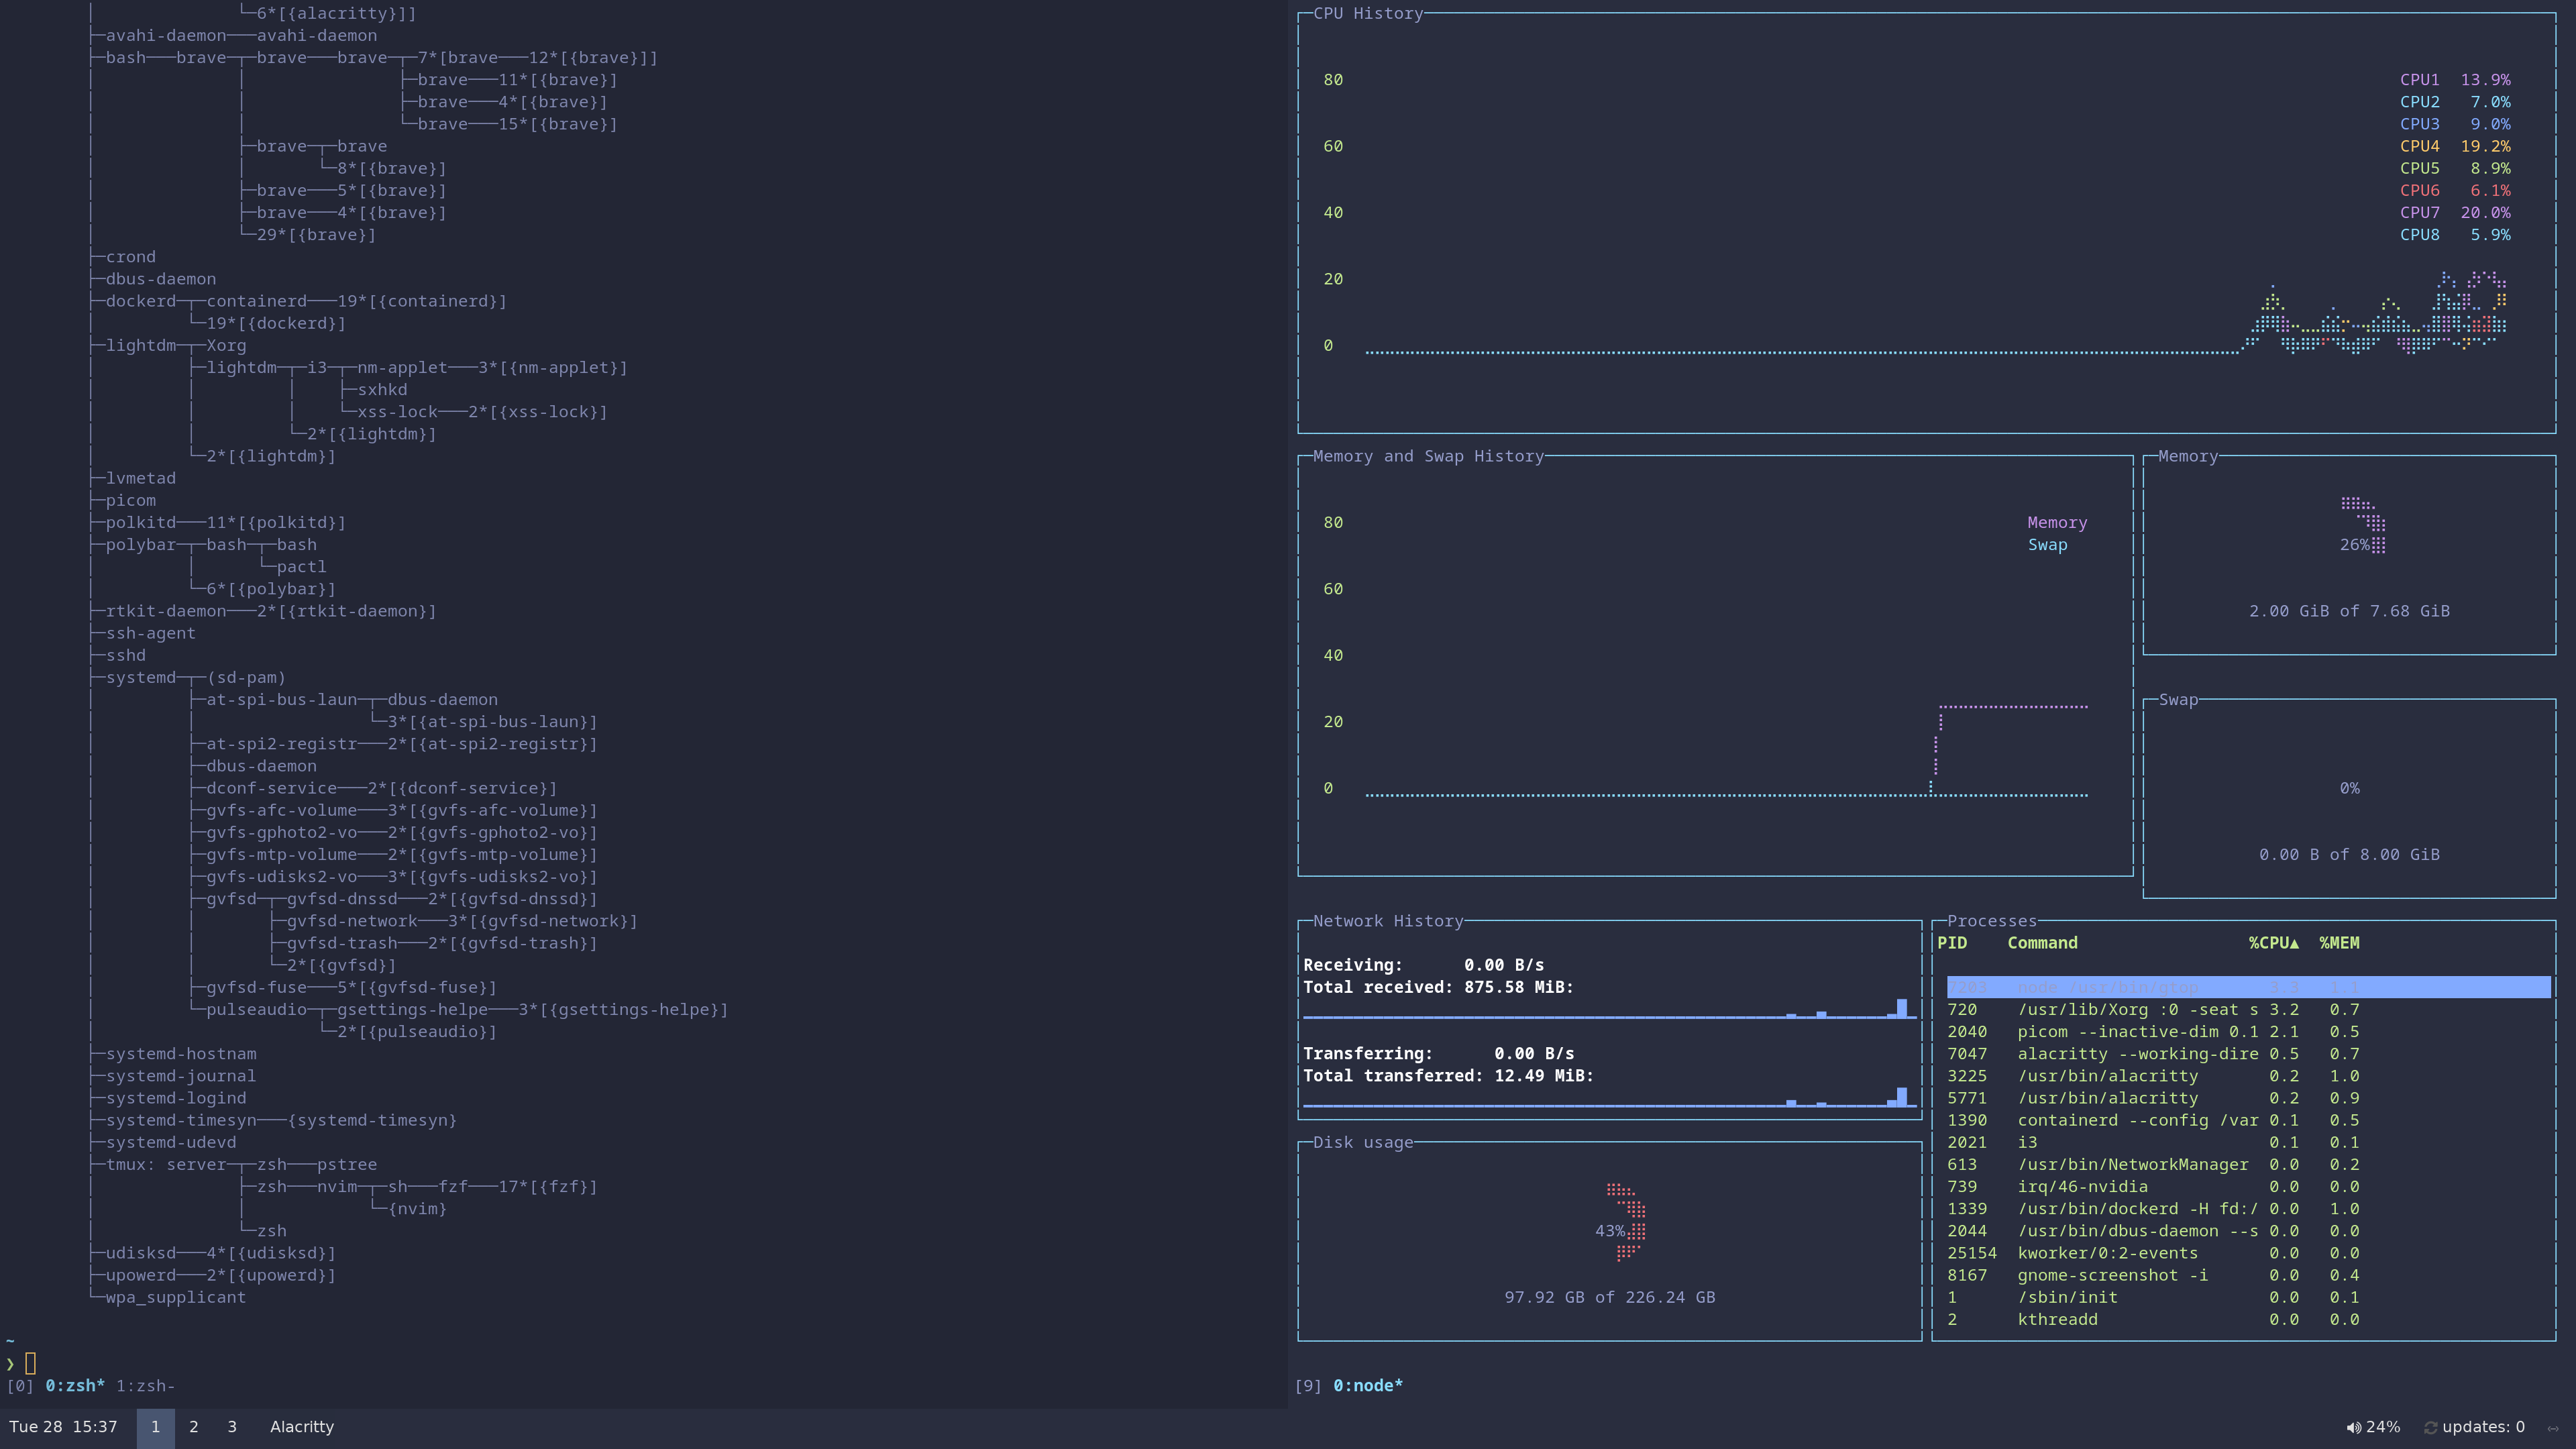 │              └─6*[{alacritty}]]
├─avahi-daemon───avahi-daemon
├─bash───brave─┬─brave───brave─┬─7*[brave───12*[{brave}]]
│              │               ├─brave───11*[{brave}]
│              │               ├─brave───4*[{brave}]
│              │               └─brave───15*[{brave}]
│              ├─brave─┬─brave
│              │       └─8*[{brave}]
│              ├─brave───5*[{brave}]
│              ├─brave───4*[{brave}]
│              └─29*[{brave}]
├─crond
├─dbus-daemon
├─dockerd─┬─containerd───19*[{containerd}]
│         └─19*[{dockerd}]
├─lightdm─┬─Xorg
│         ├─lightdm─┬─i3─┬─nm-applet───3*[{nm-applet}]
│         │         │    ├─sxhkd
│         │         │    └─xss-lock───2*[{xss-lock}]
│         │         └─2*[{lightdm}]
│         └─2*[{lightdm}]
├─lvmetad
├─picom
├─polkitd───11*[{polkitd}]
├─polybar─┬─bash─┬─bash
│         │      └─pactl
│         └─6*[{polybar}]
├─rtkit-daemon───2*[{rtkit-daemon}]
├─ssh-agent
├─sshd
├─systemd─┬─(sd-pam)
│         ├─at-spi-bus-laun─┬─dbus-daemon
│         │                 └─3*[{at-spi-bus-laun}]
│         ├─at-spi2-registr───2*[{at-spi2-registr}]
│         ├─dbus-daemon
│         ├─dconf-service───2*[{dconf-service}]
│         ├─gvfs-afc-volume───3*[{gvfs-afc-volume}]
│         ├─gvfs-gphoto2-vo───2*[{gvfs-gphoto2-vo}]
│         ├─gvfs-mtp-volume───2*[{gvfs-mtp-volume}]
│         ├─gvfs-udisks2-vo───3*[{gvfs-udisks2-vo}]
│         ├─gvfsd─┬─gvfsd-dnssd───2*[{gvfsd-dnssd}]
│         │       ├─gvfsd-network───3*[{gvfsd-network}]
│         │       ├─gvfsd-trash───2*[{gvfsd-trash}]
│         │       └─2*[{gvfsd}]
│         ├─gvfsd-fuse───5*[{gvfsd-fuse}]
│         └─pulseaudio─┬─gsettings-helpe───3*[{gsettings-helpe}]
│                      └─2*[{pulseaudio}]
├─systemd-hostnam
├─systemd-journal
├─systemd-logind
├─systemd-timesyn───{systemd-timesyn}
├─systemd-udevd
├─tmux: server─┬─zsh───pstree
│              ├─zsh───nvim─┬─sh───fzf───17*[{fzf}]
│              │            └─{nvim}
│              └─zsh
├─udisksd───4*[{udisksd}]
├─upowerd───2*[{upowerd}]
└─wpa_supplicant
~
❯
[0] 0:zsh* 1:zsh-
CPU History
80
60
40
20
0
CPU1 13.9%
CPU2 7.0%
CPU3 9.0%
CPU4 19.2%
CPU5 8.9%
CPU6 6.1%
CPU7 20.0%
CPU8 5.9%
Memory and Swap History
80
60
40
20
0
Memory
Swap
Memory
26%
2.00 GiB of 7.68 GiB
Swap
0%
0.00 B of 8.00 GiB
Network History
Receiving: 0.00 B/s
Total received: 875.58 MiB:
Transferring: 0.00 B/s
Total transferred: 12.49 MiB:
Disk usage
43%
97.92 GB of 226.24 GB
Processes
PID Command %CPU▲ %MEM
7203 node /usr/bin/gtop 3.3 1.1
720 /usr/lib/Xorg :0 -seat s 3.2 0.7
2040 picom --inactive-dim 0.1 2.1 0.5
7047 alacritty --working-dire 0.5 0.7
3225 /usr/bin/alacritty 0.2 1.0
5771 /usr/bin/alacritty 0.2 0.9
1390 containerd --config /var 0.1 0.5
2021 i3 0.1 0.1
613 /usr/bin/NetworkManager 0.0 0.2
739 irq/46-nvidia 0.0 0.0
1339 /usr/bin/dockerd -H fd:/ 0.0 1.0
2044 /usr/bin/dbus-daemon --s 0.0 0.0
25154 kworker/0:2-events 0.0 0.0
8167 gnome-screenshot -i 0.0 0.4
1 /sbin/init 0.0 0.1
2 kthreadd 0.0 0.0
[9] 0:node*
Tue 28 15:37 1 2 3 Alacritty 24% updates: 0